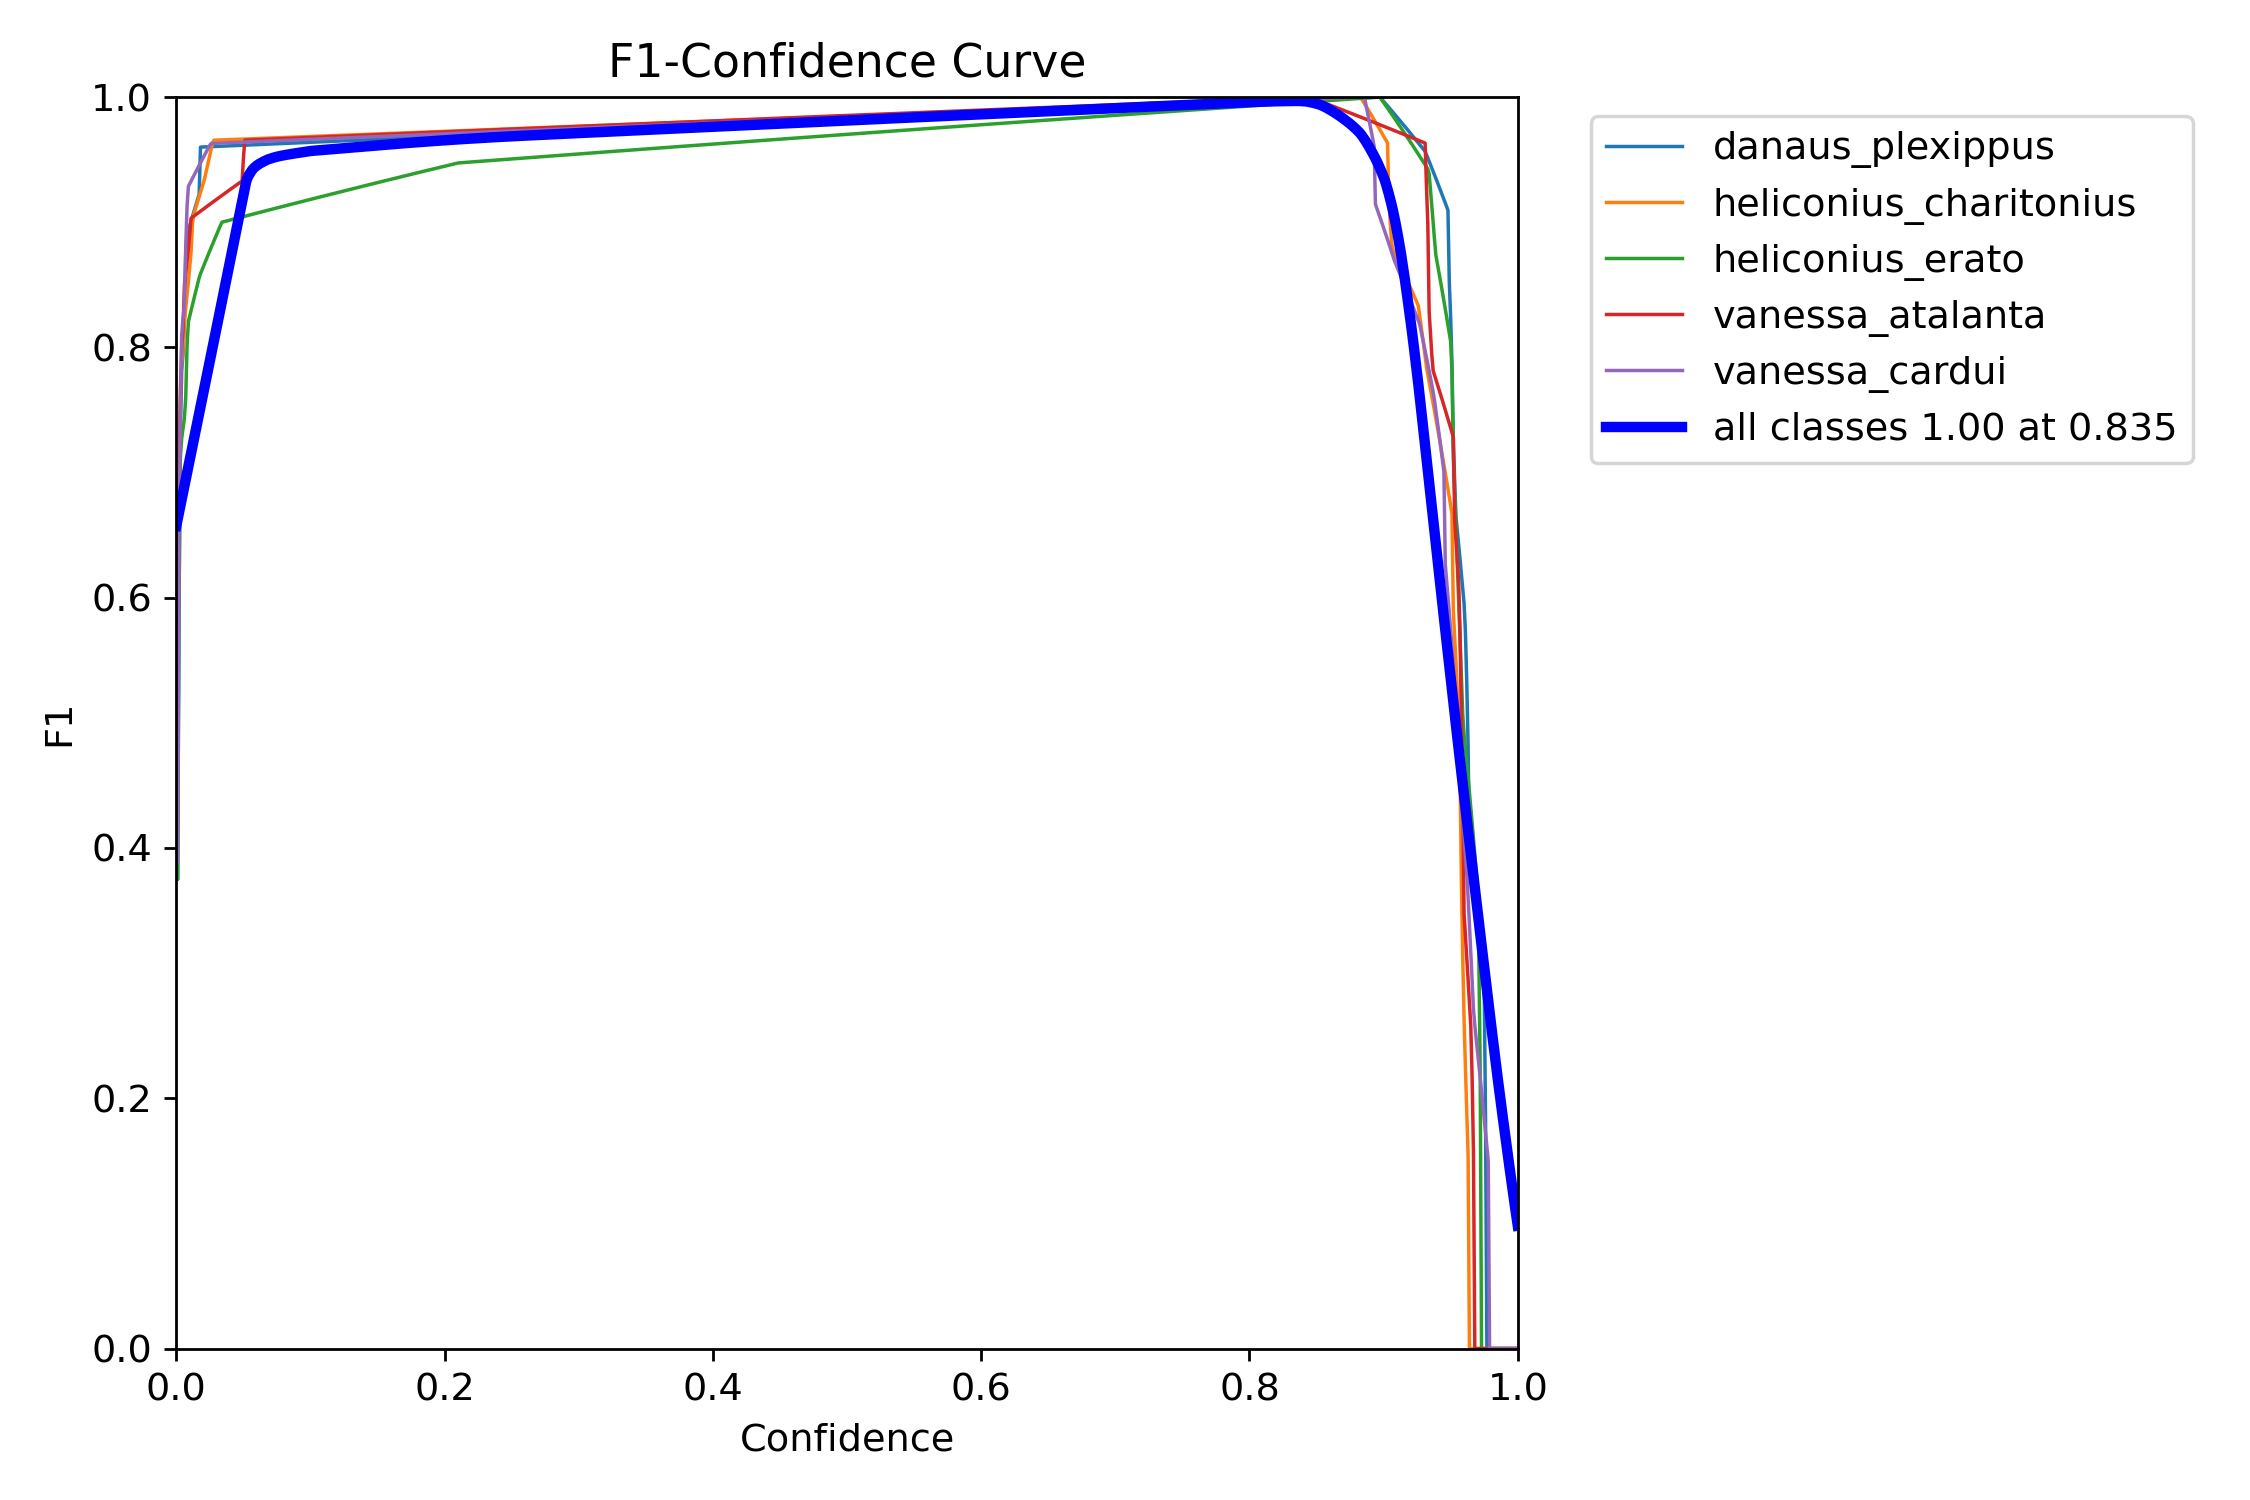 F1-Confidence Curve
1.0
0.8
0.6
0.4
0.2
0.0
F1
0.0 0.2 0.4 0.6 0.8 1.0
Confidence
danaus_plexippus
heliconius_charitonius
heliconius_erato
vanessa_atalanta
vanessa_cardui
all classes 1.00 at 0.835